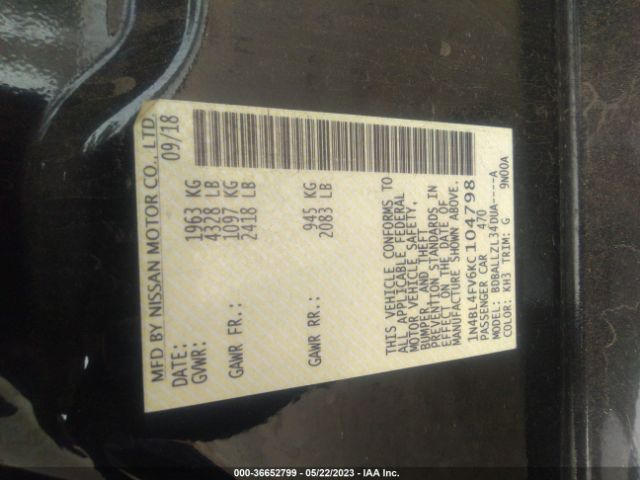 MFD BY NISSAN MOTOR CO., LTD.
DATE: 09/18
GVWR: 1963 KG
4328 LB
GAWR FR.: 1097 KG
2418 LB
GAWR RR.: 945 KG
2083 LB
THIS VEHICLE CONFORMS TO
ALL APPLICABLE FEDERAL
MOTOR VEHICLE SAFETY,
BUMPER, AND THEFT
PREVENTION STANDARDS IN
EFFECT ON THE DATE OF
MANUFACTURE SHOWN ABOVE.
1N4BL4FV6KC104798
PASSENGER CAR 470
MODEL: BDBALLZL34DUA----A
COLOR: KH3 TRIM: G 9N00A
000-36652799 - 05/22/2023 - IAA Inc.